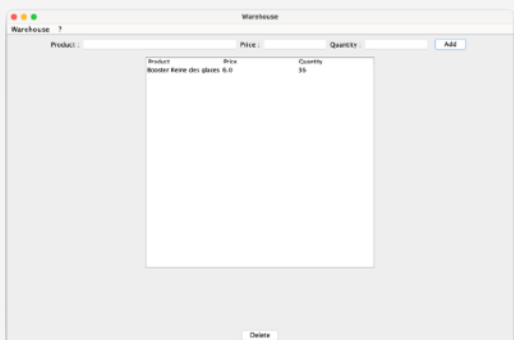 Warehouse
Warehouse ?
Product : Price : Quantity : Add
Product Price Quantity
Booster Reine des glaces 6.0 36
Delete